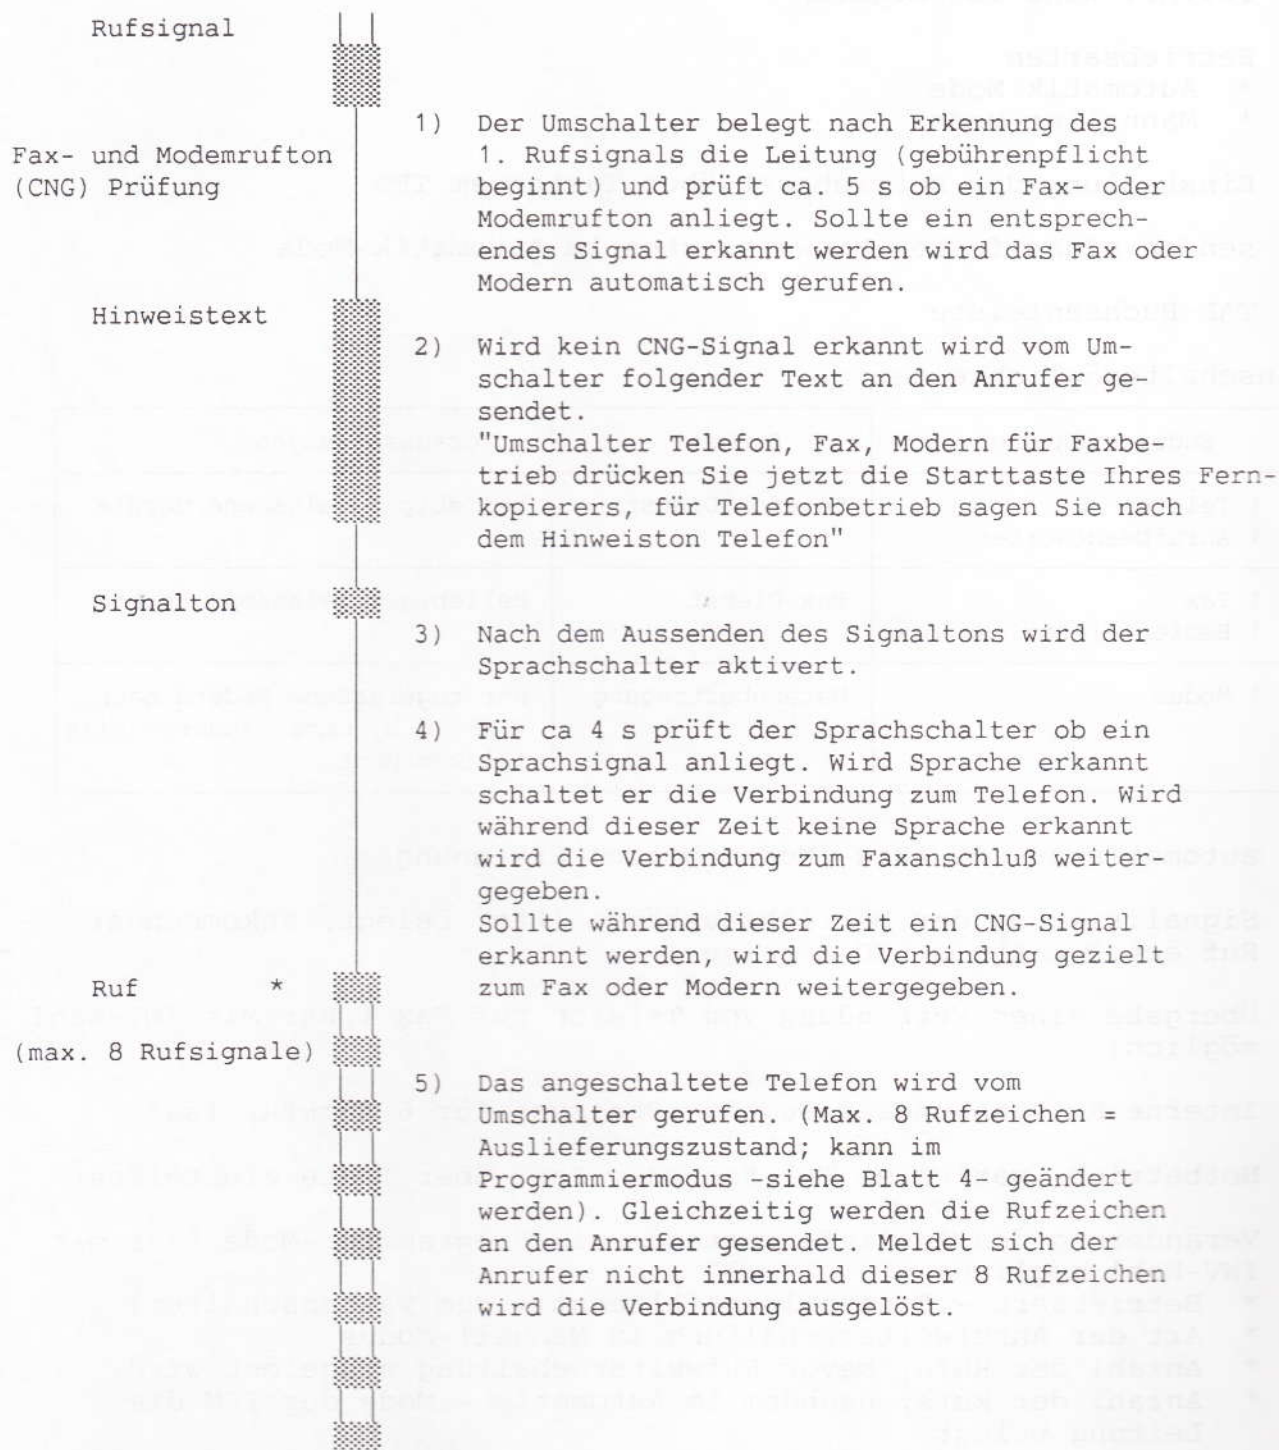 Rufsignal
1) Der Umschalter belegt nach Erkennung des
Fax- und Modemrufton
1. Rufsignals die Leitung (gebührenpflicht
(CNG) Prüfung
beginnt) und prüft ca. 5 s ob ein Fax- oder
Modemrufton anliegt. Sollte ein entsprech-
endes Signal erkannt werden wird das Fax oder
Modern automatisch gerufen.
Hinweistext
2) Wird kein CNG-Signal erkannt wird vom Um-
schalter folgender Text an den Anrufer ge-
sendet.
"Umschalter Telefon, Fax, Modern für Faxbe-
trieb drücken Sie jetzt die Starttaste Ihres Fern-
kopierers, für Telefonbetrieb sagen Sie nach
dem Hinweiston Telefon"
Signalton
3) Nach dem Aussenden des Signaltons wird der
Sprachschalter aktivert.
4) Für ca 4 s prüft der Sprachschalter ob ein
Sprachsignal anliegt. Wird Sprache erkannt
schaltet er die Verbindung zum Telefon. Wird
während dieser Zeit keine Sprache erkannt
wird die Verbindung zum Faxanschluß weiter-
gegeben.
Sollte während dieser Zeit ein CNG-Signal
erkannt werden, wird die Verbindung gezielt
Ruf *
zum Fax oder Modern weitergegeben.
(max. 8 Rufsignale)
5) Das angeschaltete Telefon wird vom
Umschalter gerufen. (Max. 8 Rufzeichen =
Auslieferungszustand; kann im
Programmiermodus -siehe Blatt 4- geändert
werden). Gleichzeitig werden die Rufzeichen
an den Anrufer gesendet. Meldet sich der
Anrufer nicht innerhald dieser 8 Rufzeichen
wird die Verbindung ausgelöst.